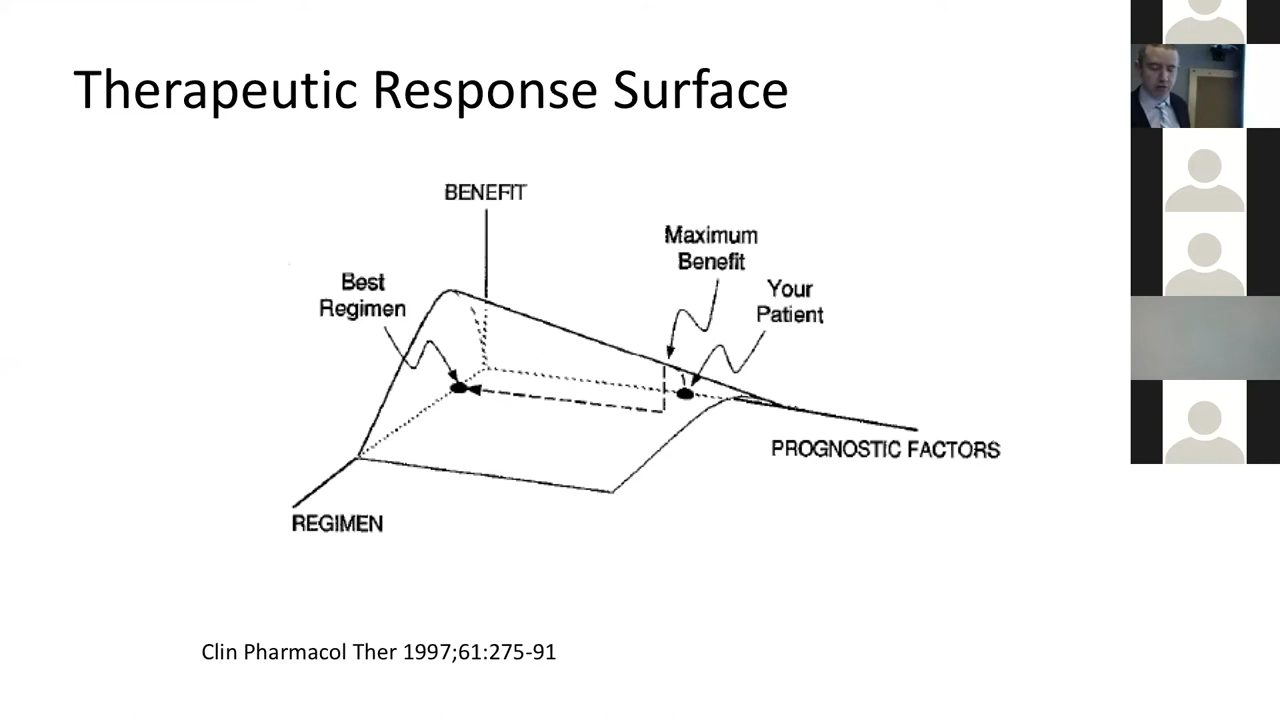 Therapeutic Response Surface
BENEFIT
Maximum
Benefit
Best
Regimen
Your
Patient
PROGNOSTIC FACTORS
REGIMEN
Clin Pharmacol Ther 1997;61:275-91